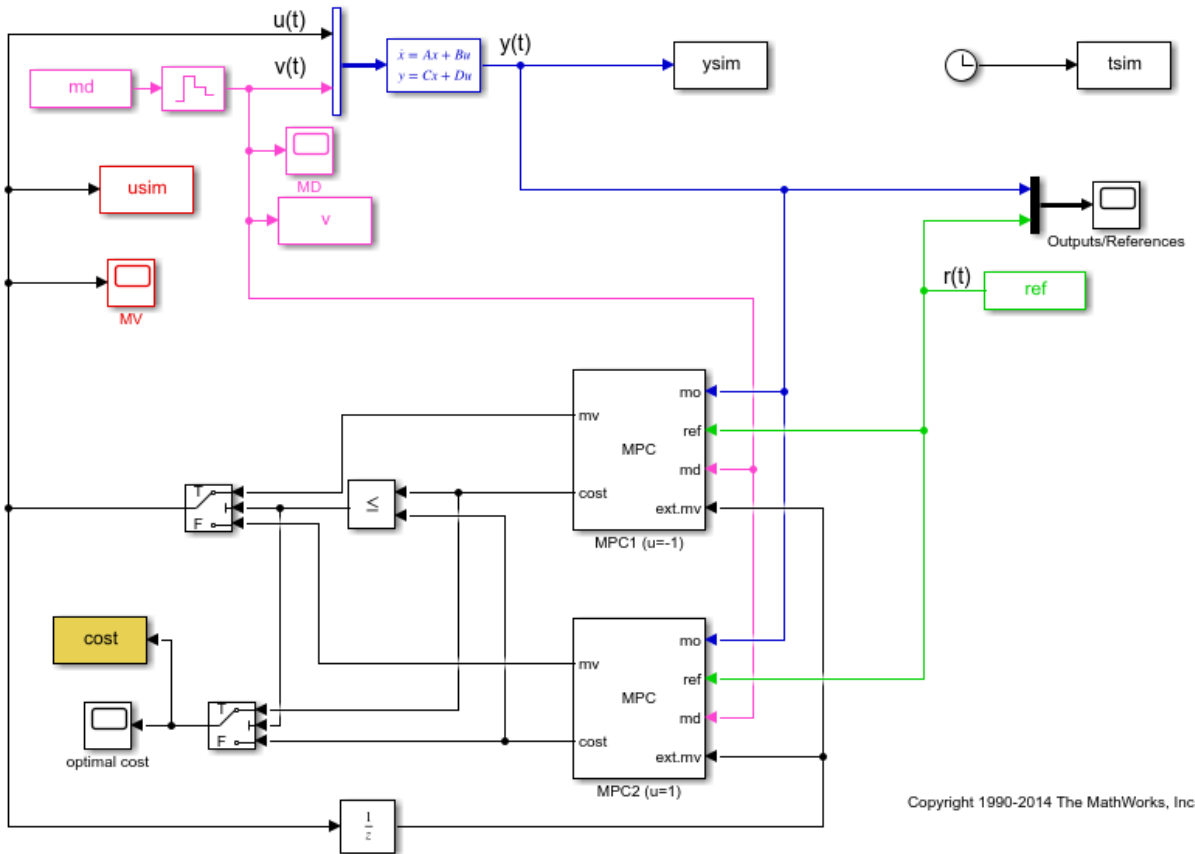 u(t)
v(t)
md
ẋ = Ax + Bu
y = Cx + Du
y(t)
ysim
tsim
MD
usim
v
Outputs/References
MV
r(t)
ref
mo
mv
ref
MPC
md
cost
ext.mv
MPC1 (u=-1)
T
F
≤
cost
mo
mv
ref
MPC
md
cost
ext.mv
MPC2 (u=1)
T
F
optimal cost
1
z
Copyright 1990-2014 The MathWorks, Inc